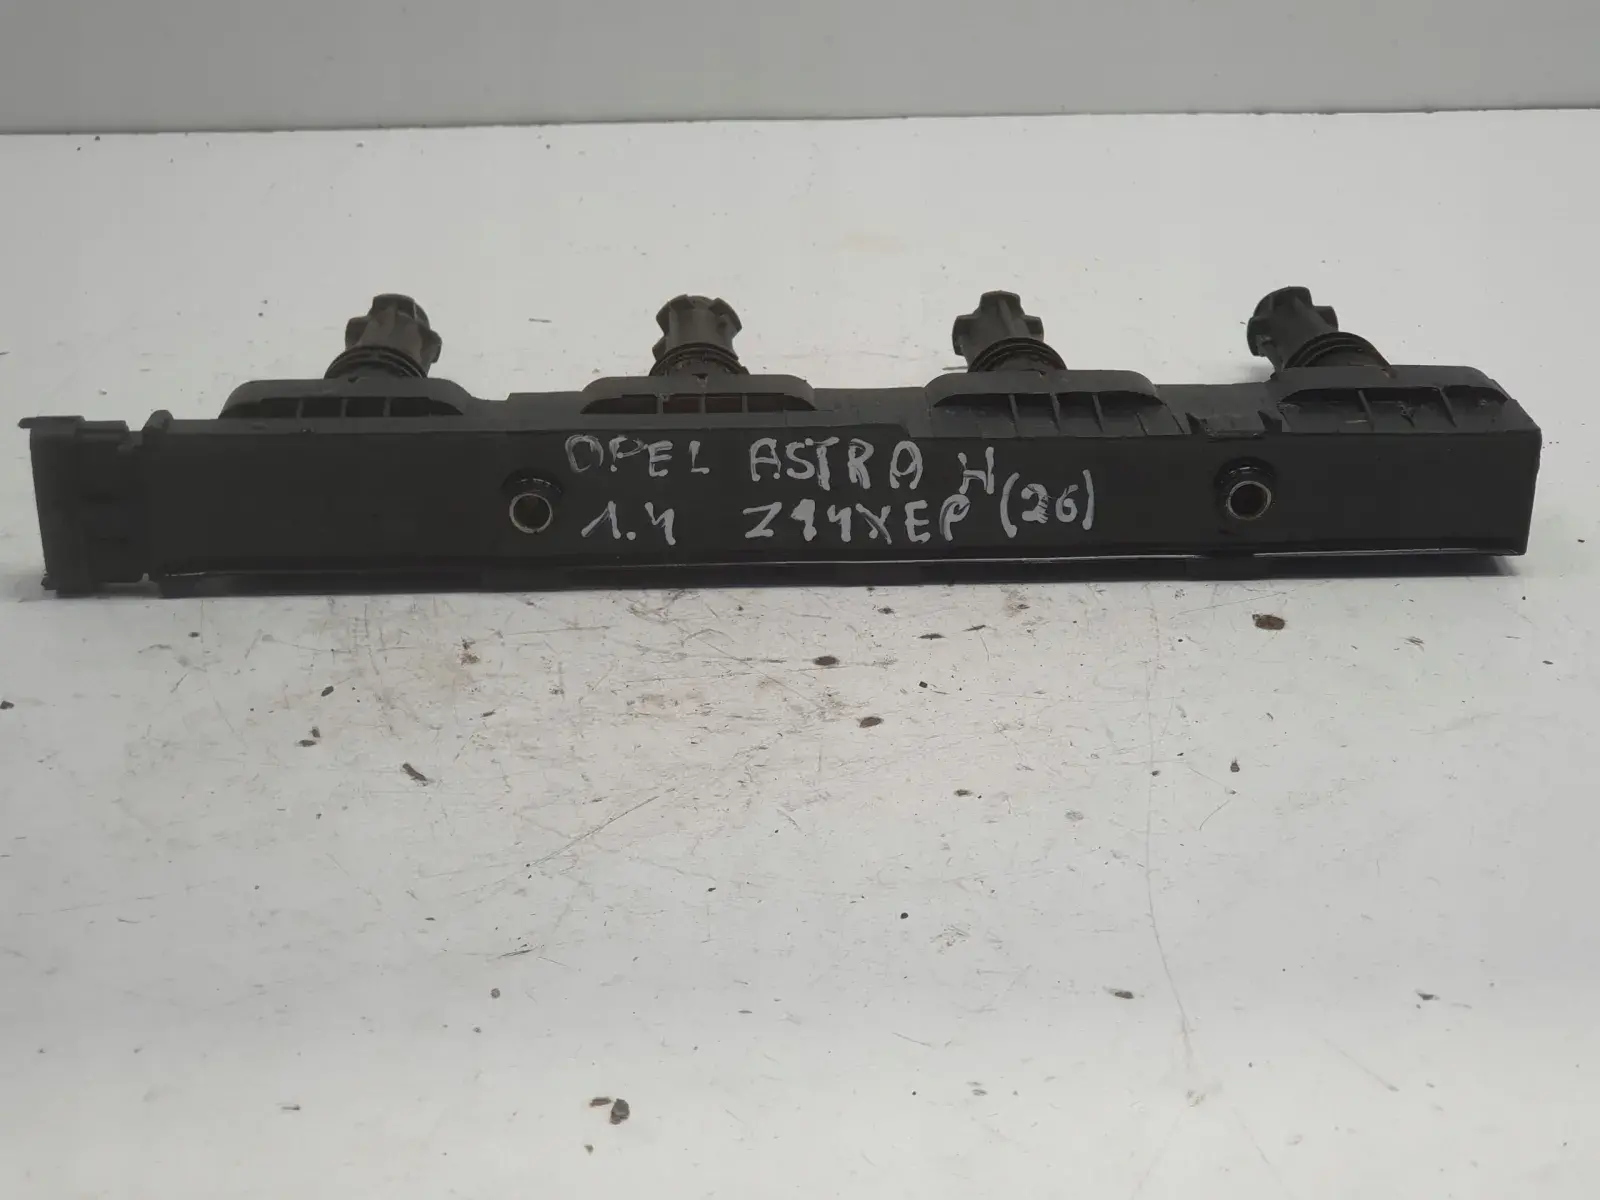 OPEL ASTRA H
1.4 Z14XEP (26)